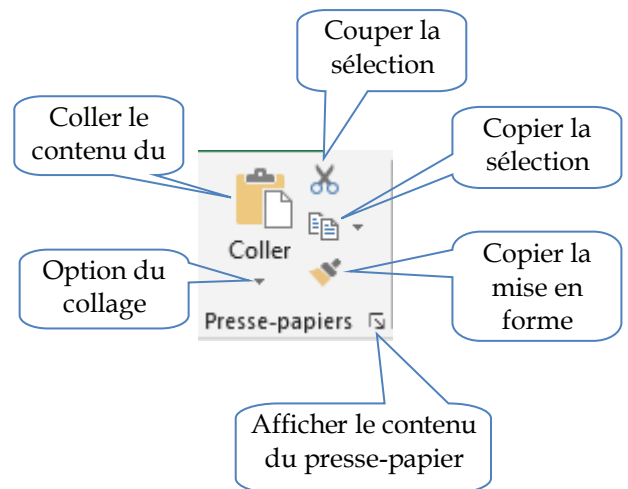 Couper la
sélection
Coller le
contenu du
Copier la
sélection
Coller
Option du
collage
Copier la
mise en
forme
Presse-papiers
Afficher le contenu
du presse-papier